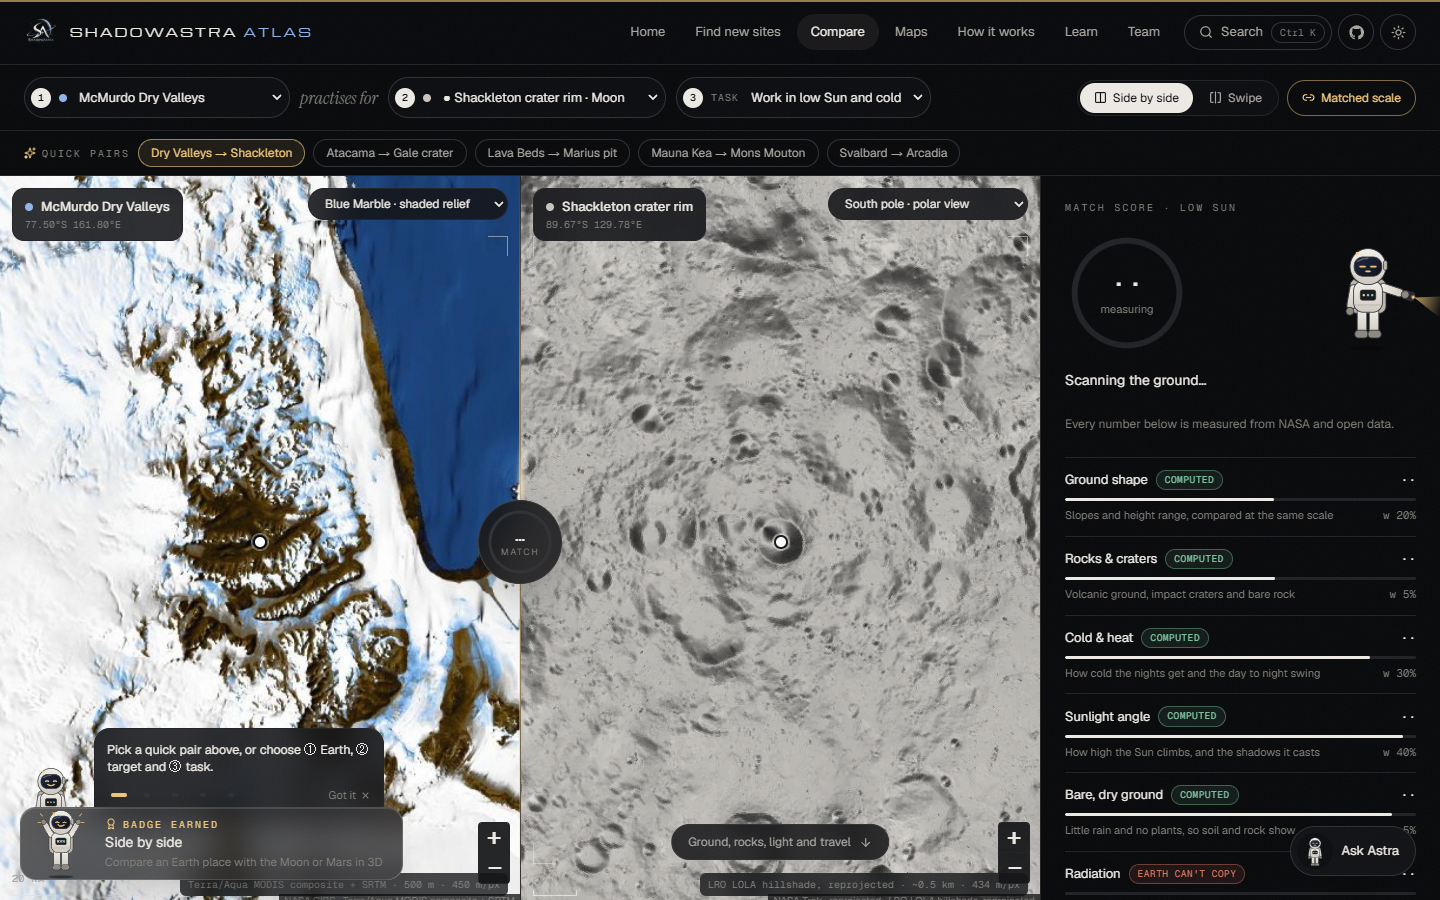 SHADOWASTRA ATLAS
Home
Find new sites
Compare
Maps
How it works
Learn
Team
Search Ctrl K
1 McMurdo Dry Valleys
practises for
2 Shackleton crater rim · Moon
3 TASK Work in low Sun and cold
Side by side
Swipe
Matched scale
QUICK PAIRS
Dry Valleys → Shackleton
Atacama → Gale crater
Lava Beds → Marius pit
Mauna Kea → Mons Mouton
Svalbard → Arcadia
McMurdo Dry Valleys
77.50°S 161.80°E
Blue Marble · shaded relief
Shackleton crater rim
89.67°S 129.78°E
South pole · polar view
-- MATCH
Pick a quick pair above, or choose ① Earth, ②
target and ③ task.
Got it ×
BADGE EARNED
Side by side
Compare an Earth place with the Moon or Mars in 3D
+
−
Terra/Aqua MODIS composite + SRTM · 500 m · 450 m/px
Ground, rocks, light and travel ↓
+
−
LRO LOLA hillshade, reprojected · ~0.5 km · 434 m/px
MATCH SCORE · LOW SUN
--
measuring
Scanning the ground…
Every number below is measured from NASA and open data.
Ground shape COMPUTED --
Slopes and height range, compared at the same scale w 20%
Rocks & craters COMPUTED --
Volcanic ground, impact craters and bare rock w 5%
Cold & heat COMPUTED --
How cold the nights get and the day to night swing w 30%
Sunlight angle COMPUTED --
How high the Sun climbs, and the shadows it casts w 40%
Bare, dry ground COMPUTED --
Little rain and no plants, so soil and rock show 5%
Ask Astra
Radiation EARTH CAN'T COPY